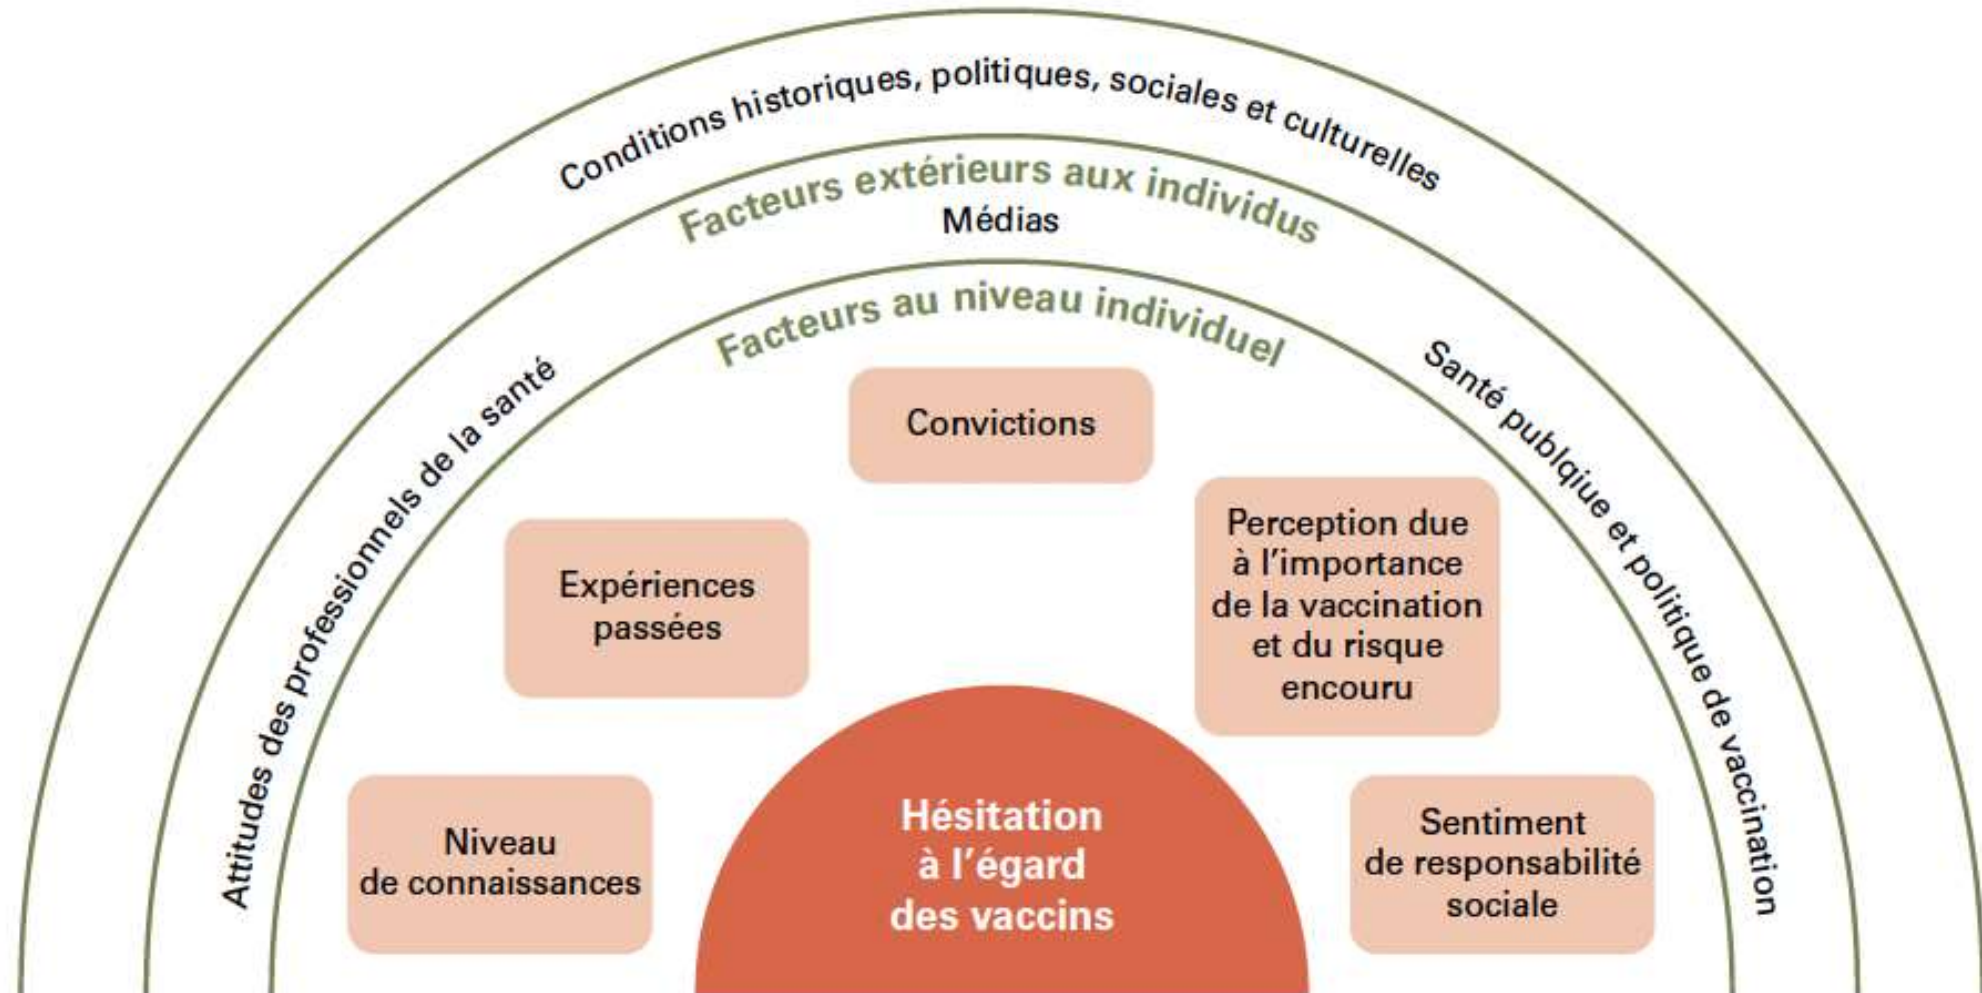 Conditions historiques, politiques, sociales et culturelles
Facteurs extérieurs aux individus
Médias
Attitudes des professionnels de la santé
Santé publqiue et politique de vaccination
Facteurs au niveau individuel
Convictions
Expériences
passées
Perception due
à l’importance
de la vaccination
et du risque
encouru
Niveau
de connaissances
Hésitation
à l’égard
des vaccins
Sentiment
de responsabilité
sociale